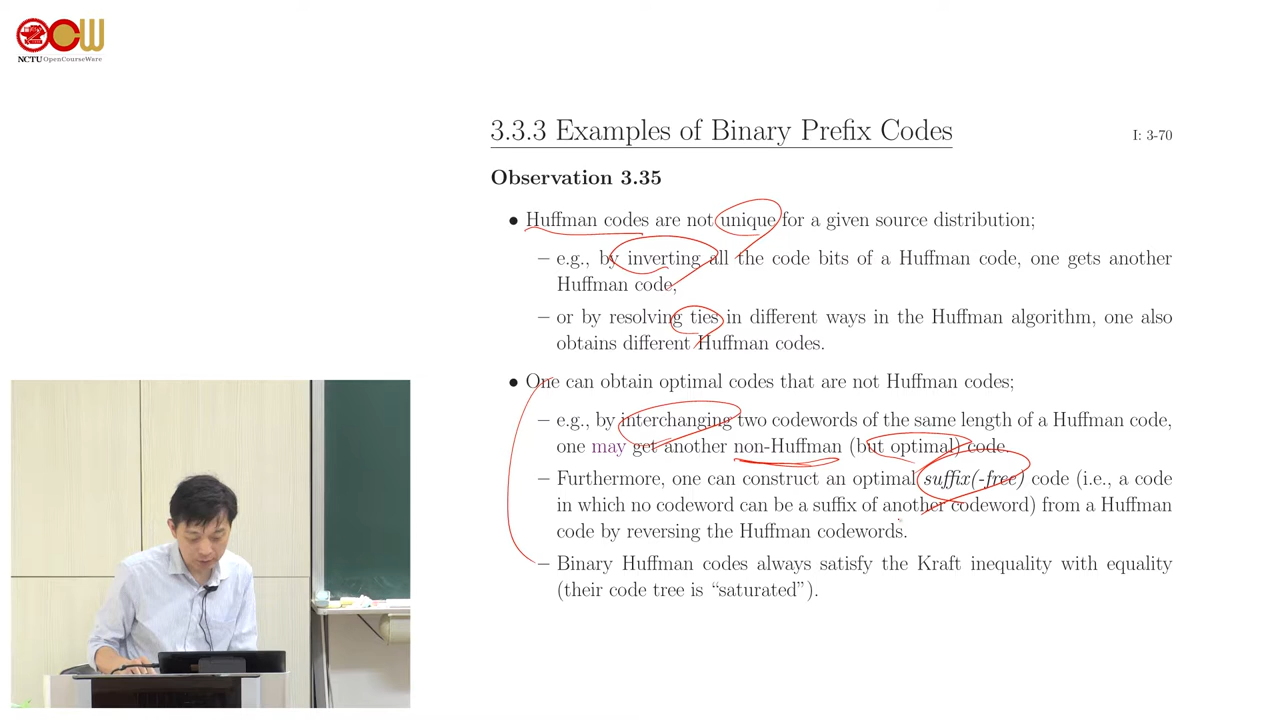 NCTU OpenCourseWare
3.3.3 Examples of Binary Prefix Codes
I: 3-70
Observation 3.35
• Huffman codes are not unique for a given source distribution;
– e.g., by inverting all the code bits of a Huffman code, one gets another
Huffman code,
– or by resolving ties in different ways in the Huffman algorithm, one also
obtains different Huffman codes.
• One can obtain optimal codes that are not Huffman codes;
– e.g., by interchanging two codewords of the same length of a Huffman code,
one may get another non-Huffman (but optimal) code.
– Furthermore, one can construct an optimal suffix(-free) code (i.e., a code
in which no codeword can be a suffix of another codeword) from a Huffman
code by reversing the Huffman codewords.
– Binary Huffman codes always satisfy the Kraft inequality with equality
(their code tree is “saturated”).